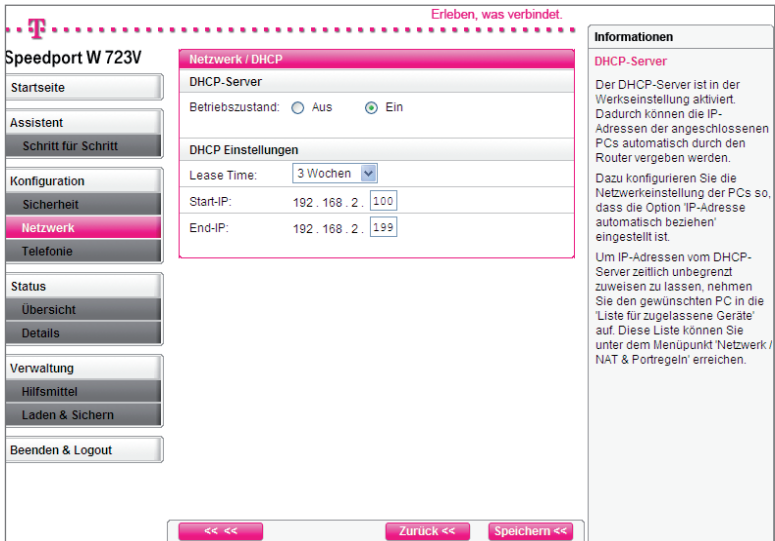 Erleben, was verbindet.
T
Speedport W 723V
Startseite
Assistent
Schritt für Schritt
Konfiguration
Sicherheit
Netzwerk
Telefonie
Status
Übersicht
Details
Verwaltung
Hilfsmittel
Laden & Sichern
Beenden & Logout
Netzwerk / DHCP
DHCP-Server
Betriebszustand: Aus Ein
DHCP Einstellungen
Lease Time: 3 Wochen
Start-IP: 192 . 168 . 2 . 100
End-IP: 192 . 168 . 2 . 199
<< <<
Zurück <<
Speichern <<
Informationen
DHCP-Server
Der DHCP-Server ist in der
Werkseinstellung aktiviert.
Dadurch können die IP-
Adressen der angeschlossenen
PCs automatisch durch den
Router vergeben werden.
Dazu konfigurieren Sie die
Netzwerkeinstellung der PCs so,
dass die Option 'IP-Adresse
automatisch beziehen'
eingestellt ist.
Um IP-Adressen vom DHCP-
Server zeitlich unbegrenzt
zuweisen zu lassen, nehmen
Sie den gewünschten PC in die
'Liste für zugelassene Geräte'
auf. Diese Liste können Sie
unter dem Menüpunkt 'Netzwerk /
NAT & Portregeln' erreichen.